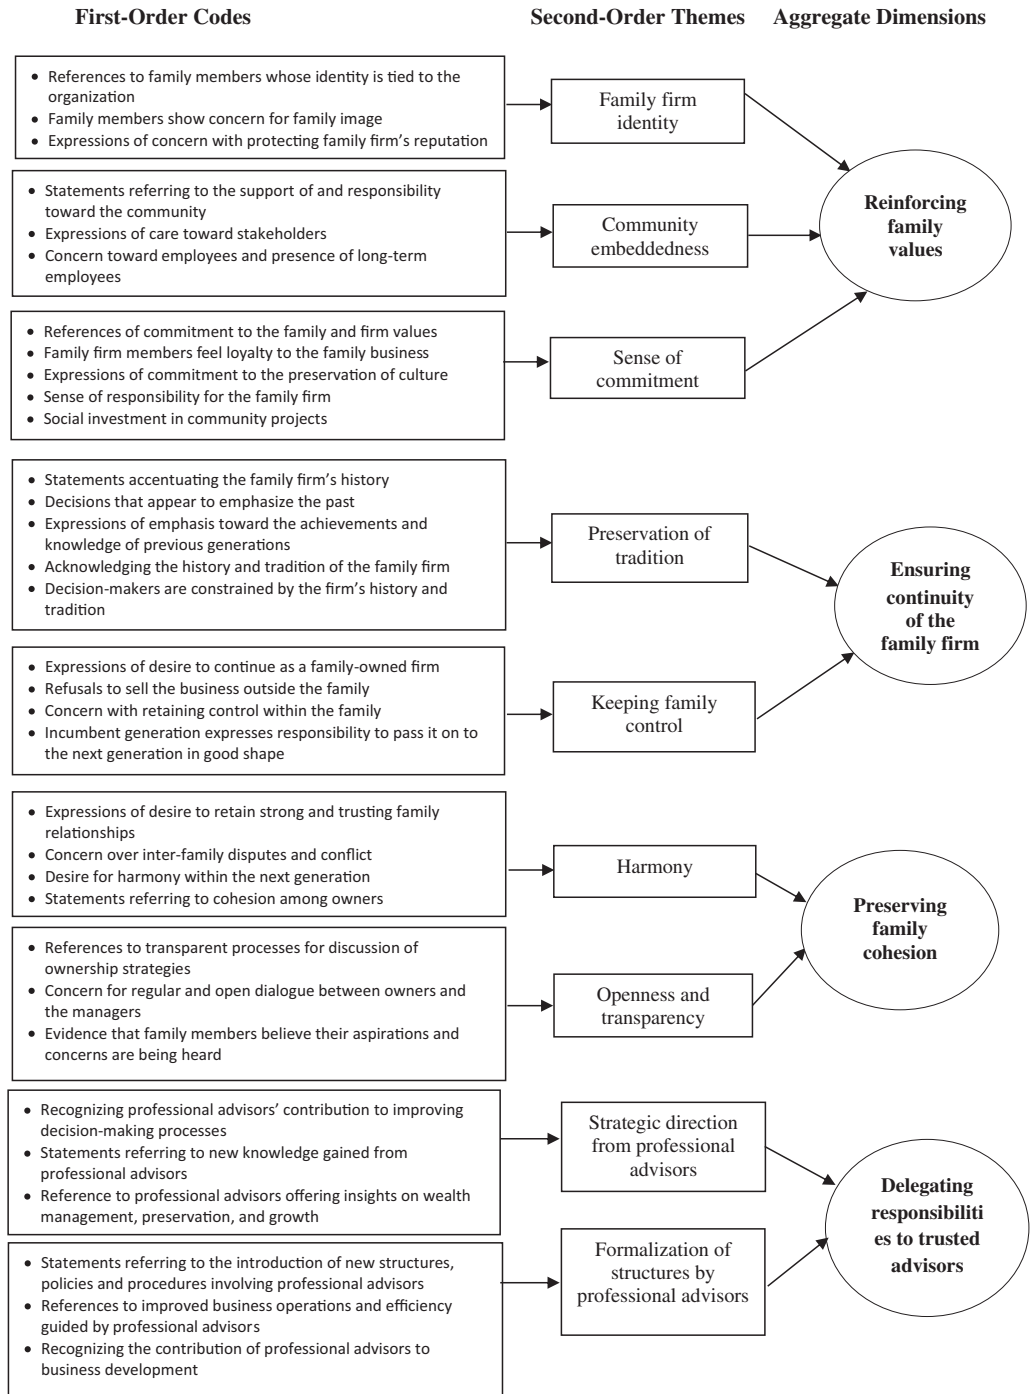 First-Order Codes
Second-Order Themes
Aggregate Dimensions
• References to family members whose identity is tied to the
organization
• Family members show concern for family image
• Expressions of concern with protecting family firm's reputation
Family firm
identity
• Statements referring to the support of and responsibility
toward the community
• Expressions of care toward stakeholders
• Concern toward employees and presence of long-term
employees
Community
embeddedness
Reinforcing
family
values
• References of commitment to the family and firm values
• Family firm members feel loyalty to the family business
• Expressions of commitment to the preservation of culture
• Sense of responsibility for the family firm
• Social investment in community projects
Sense of
commitment
• Statements accentuating the family firm's history
• Decisions that appear to emphasize the past
• Expressions of emphasis toward the achievements and
knowledge of previous generations
• Acknowledging the history and tradition of the family firm
• Decision-makers are constrained by the firm's history and
tradition
Preservation of
tradition
Ensuring
continuity
of the
family firm
• Expressions of desire to continue as a family-owned firm
• Refusals to sell the business outside the family
• Concern with retaining control within the family
• Incumbent generation expresses responsibility to pass it on to
the next generation in good shape
Keeping family
control
• Expressions of desire to retain strong and trusting family
relationships
• Concern over inter-family disputes and conflict
• Desire for harmony within the next generation
• Statements referring to cohesion among owners
Harmony
Preserving
family
cohesion
• References to transparent processes for discussion of
ownership strategies
• Concern for regular and open dialogue between owners and
the managers
• Evidence that family members believe their aspirations and
concerns are being heard
Openness and
transparency
• Recognizing professional advisors' contribution to improving
decision-making processes
• Statements referring to new knowledge gained from
professional advisors
• Reference to professional advisors offering insights on wealth
management, preservation, and growth
Strategic direction
from professional
advisors
Delegating
responsibiliti
es to trusted
advisors
• Statements referring to the introduction of new structures,
policies and procedures involving professional advisors
• References to improved business operations and efficiency
guided by professional advisors
• Recognizing the contribution of professional advisors to
business development
Formalization of
structures by
professional advisors